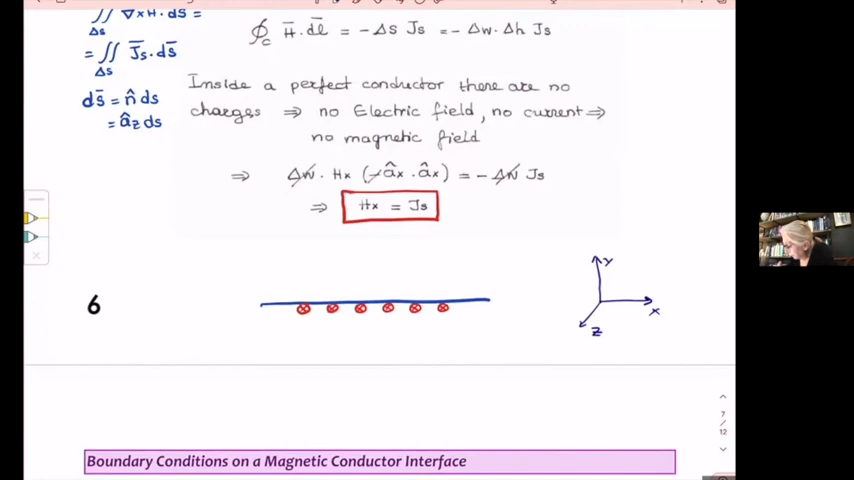 ∬ ∇xH̄·ds̄ =
Δs
= ∬ J̄s·ds̄
Δs
ds̄ = n̂ ds
= âz ds
∮c H̄·dl̄ = -Δs Js = -Δw·Δh Js
Inside a perfect conductor there are no
charges ⇒ no Electric field, no current ⇒
no magnetic field
⇒ Δw · Hx (-âx · âx) = - Δw Js
⇒ Hx = Js
6
Y
X
Z
7
/
12
Boundary Conditions on a Magnetic Conductor Interface